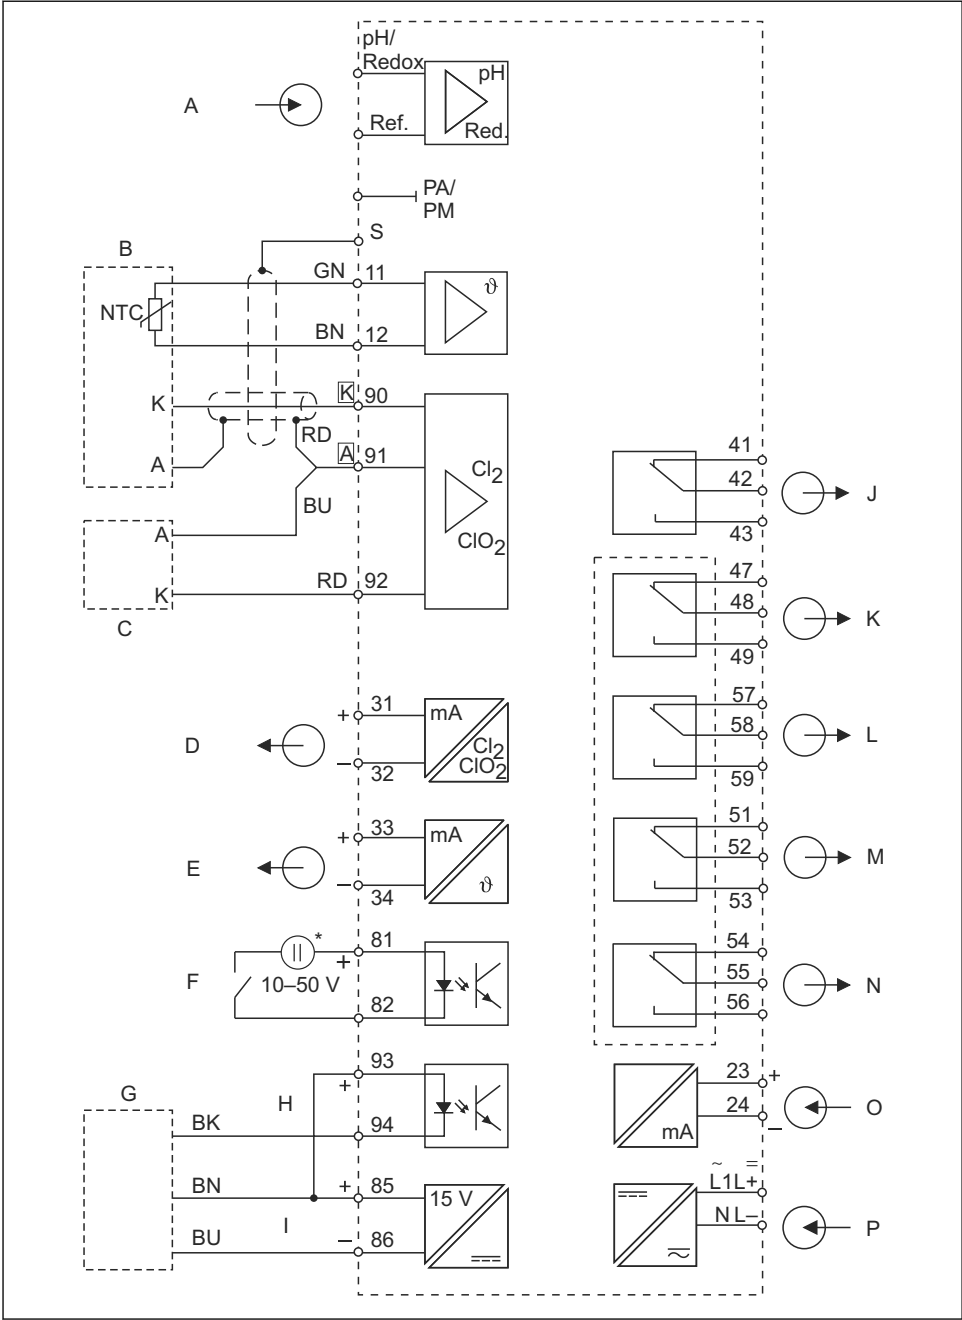 pH/
Redox
pH
A
Ref.
Red.
PA/
PM
S
B
GN 11
ϑ
NTC
BN 12
K
K 90
RD
A
A 91
Cl2
BU
ClO2
A
K
RD 92
C
+ 31
mA
D
Cl2
ClO2
– 32
+ 33
mA
E
ϑ
– 34
* 81
+
F
10–50 V
82
93
+
G
H
BK 94
BN + 85
15 V
I
BU – 86
41
42
J
43
47
48
K
49
57
58
L
59
51
52
M
53
54
55
N
56
23 +
24
O
mA
–
~ =
L1 L+
N L–
P